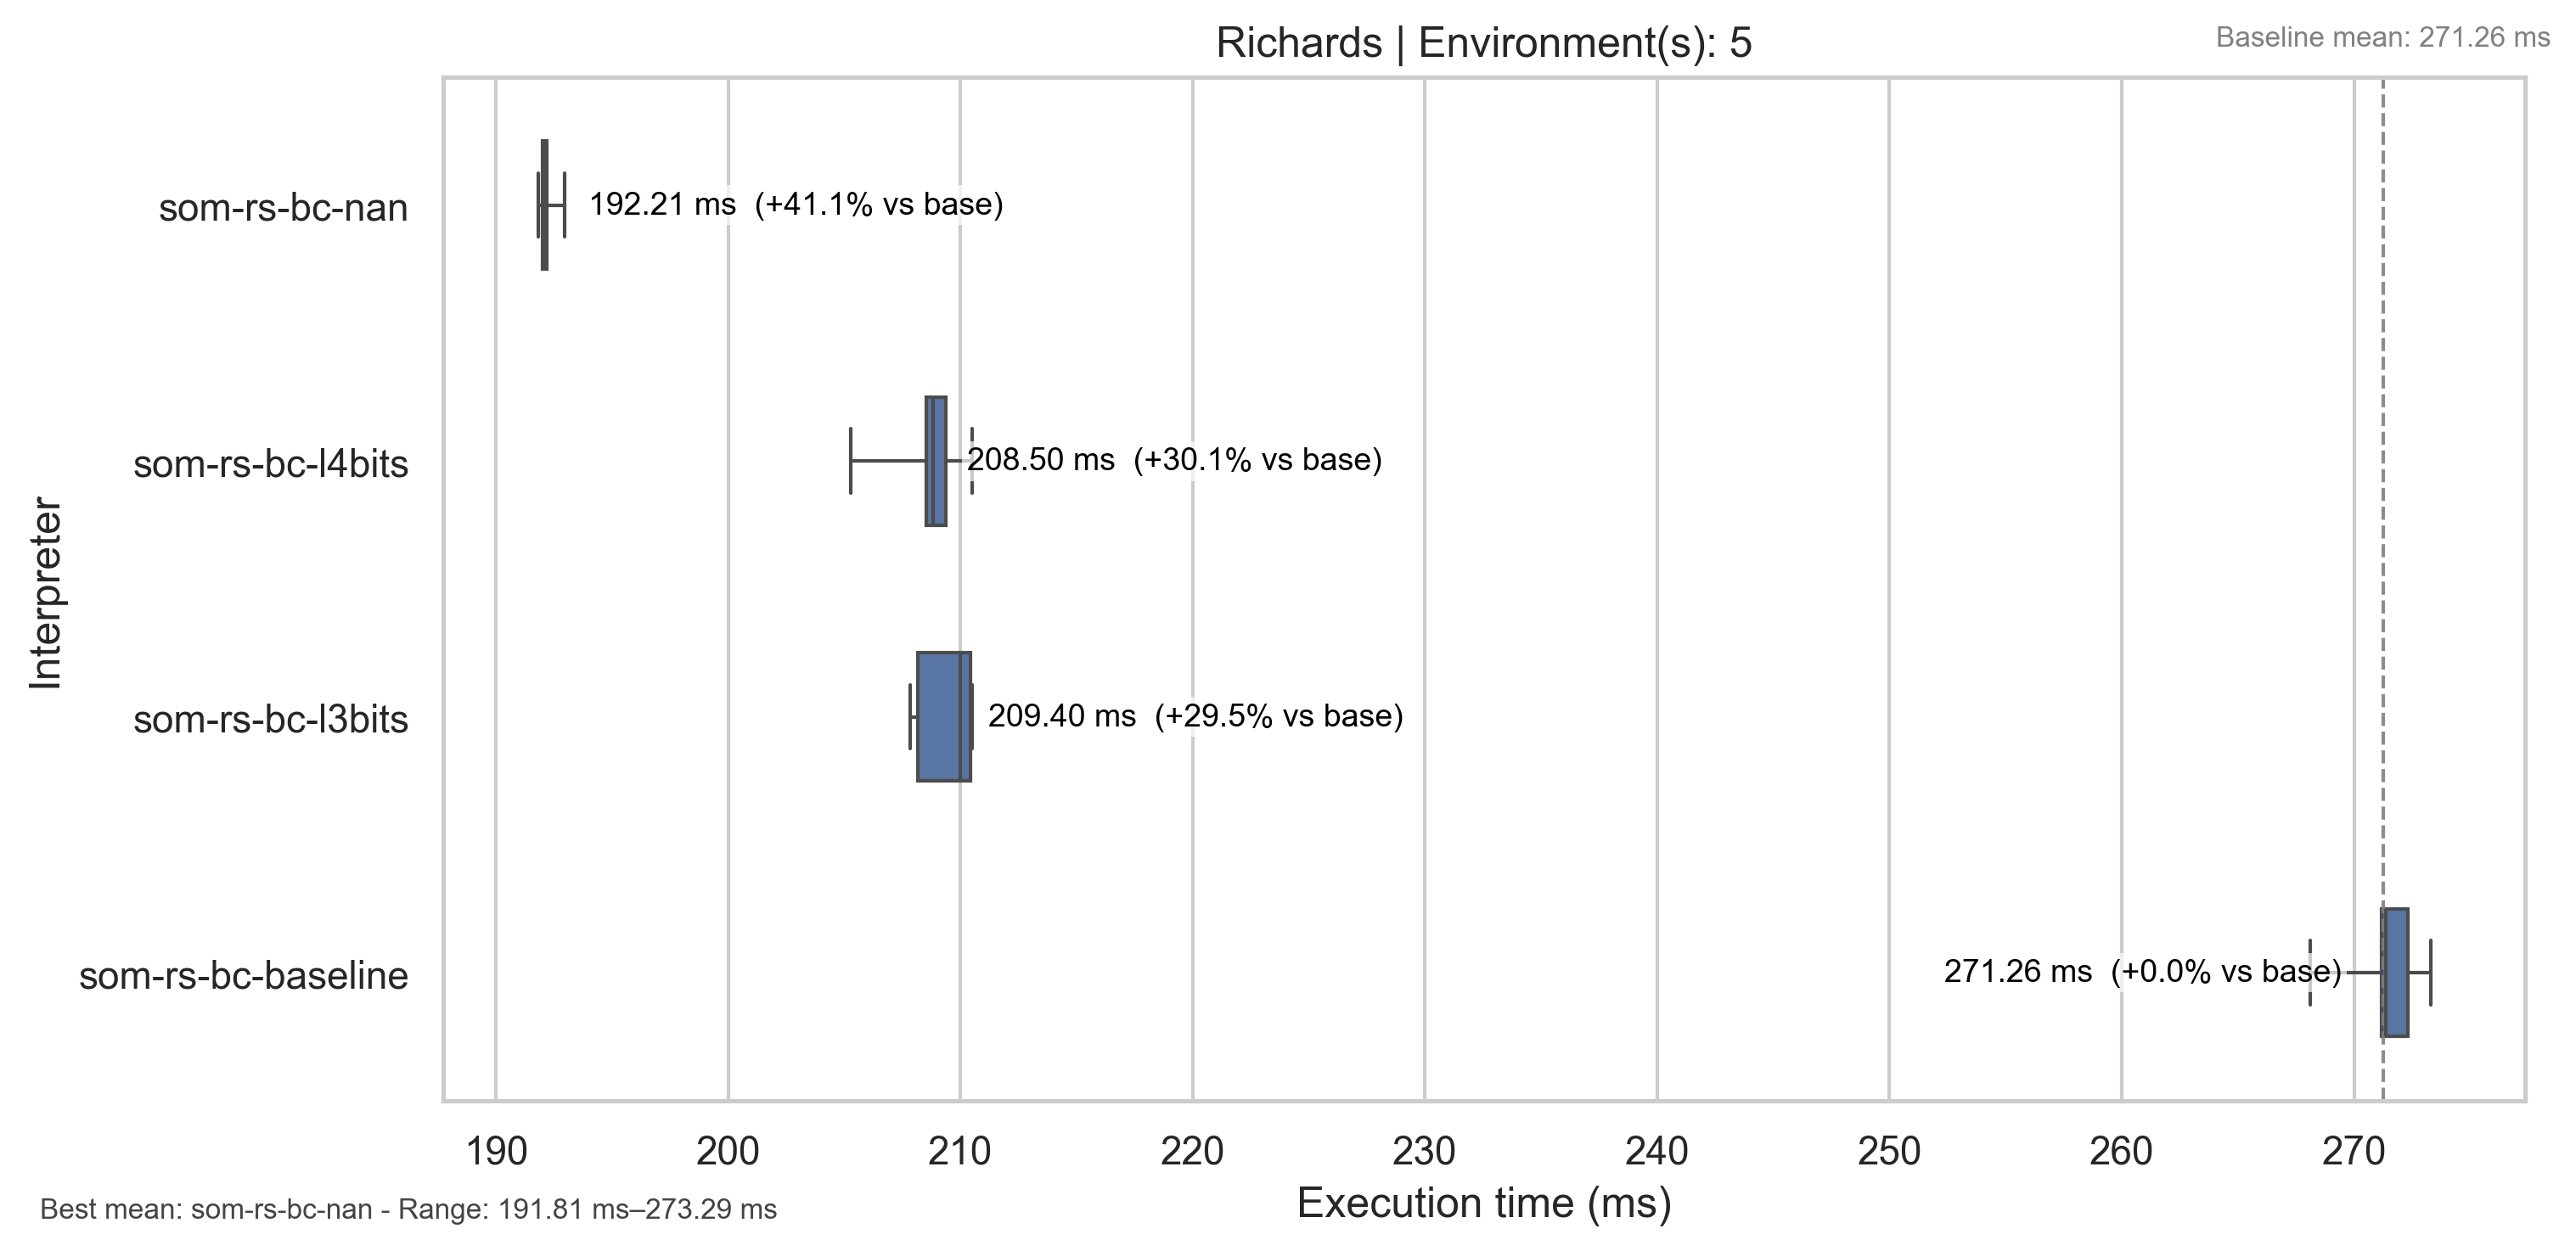 Richards | Environment(s): 5
Baseline mean: 271.26 ms
Interpreter
som-rs-bc-nan
192.21 ms  (+41.1% vs base)
som-rs-bc-l4bits
208.50 ms  (+30.1% vs base)
som-rs-bc-l3bits
209.40 ms  (+29.5% vs base)
som-rs-bc-baseline
271.26 ms  (+0.0% vs base)
190 200 210 220 230 240 250 260 270
Execution time (ms)
Best mean: som-rs-bc-nan - Range: 191.81 ms–273.29 ms